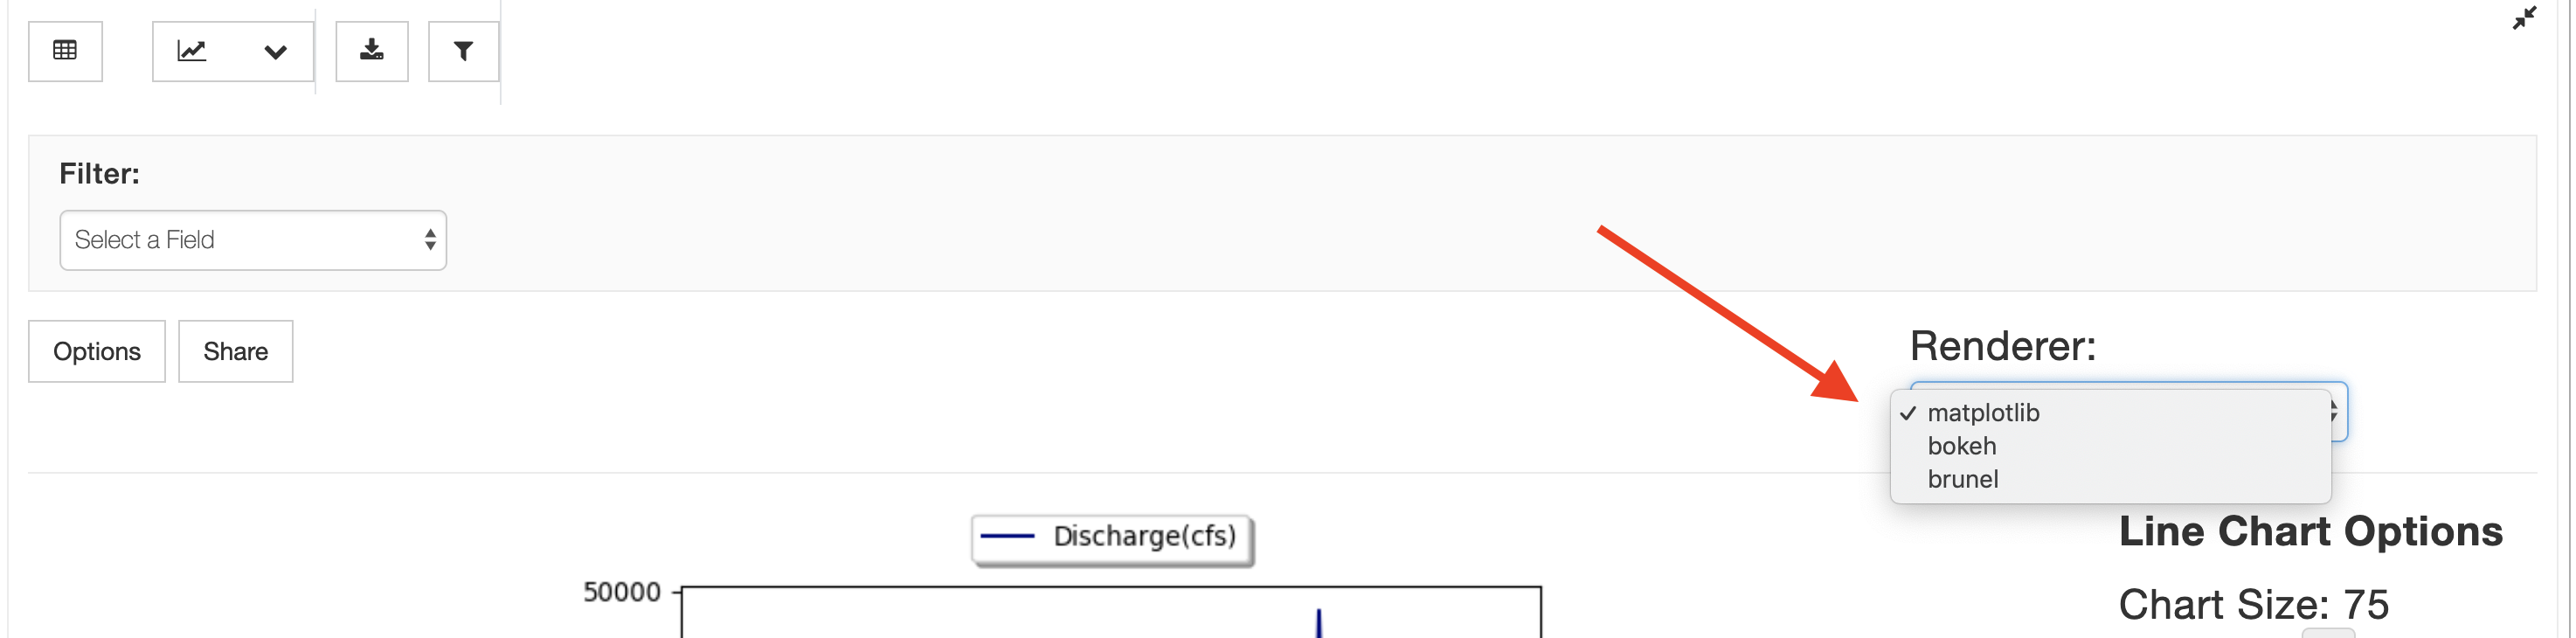 Filter:
Select a Field
Options
Share
Renderer:
✓ matplotlib
bokeh
brunel
Discharge(cfs)
50000
Line Chart Options
Chart Size: 75